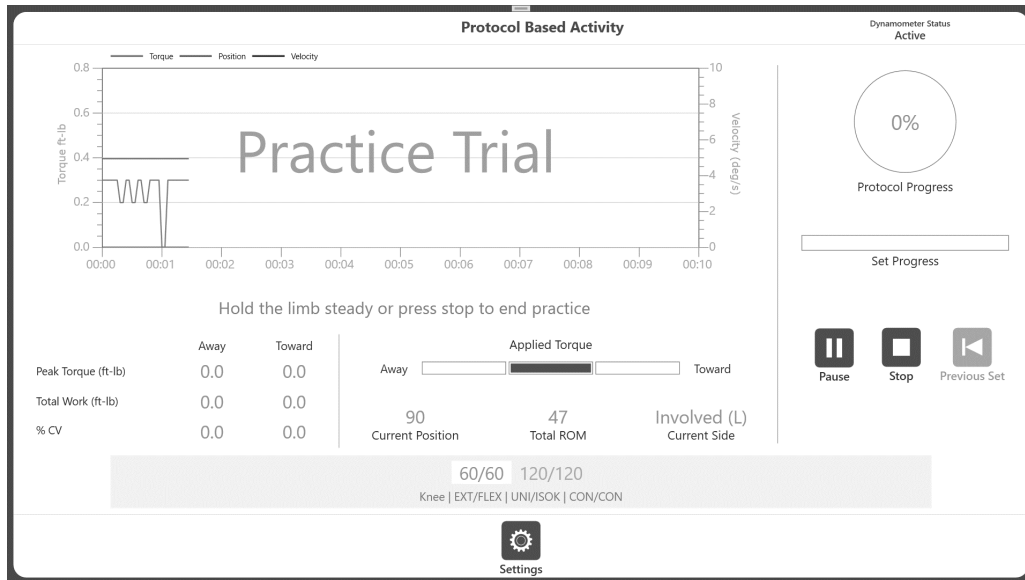 Protocol Based Activity
Dynamometer Status
Active
Torque Position Velocity
0.8
0.6
0.4
0.2
0.0
Torque ft-lb
Practice Trial
10
8
6
4
2
0
Velocity (deg/s)
00:00 00:01 00:02 00:03 00:04 00:05 00:06 00:07 00:08 00:09 00:10
0%
Protocol Progress
Set Progress
Hold the limb steady or press stop to end practice
Away Toward
Peak Torque (ft-lb) 0.0 0.0
Total Work (ft-lb) 0.0 0.0
% CV 0.0 0.0
Applied Torque
Away Toward
90 47 Involved (L)
Current Position Total ROM Current Side
Pause Stop Previous Set
60/60 120/120
Knee | EXT/FLEX | UNI/ISOK | CON/CON
Settings